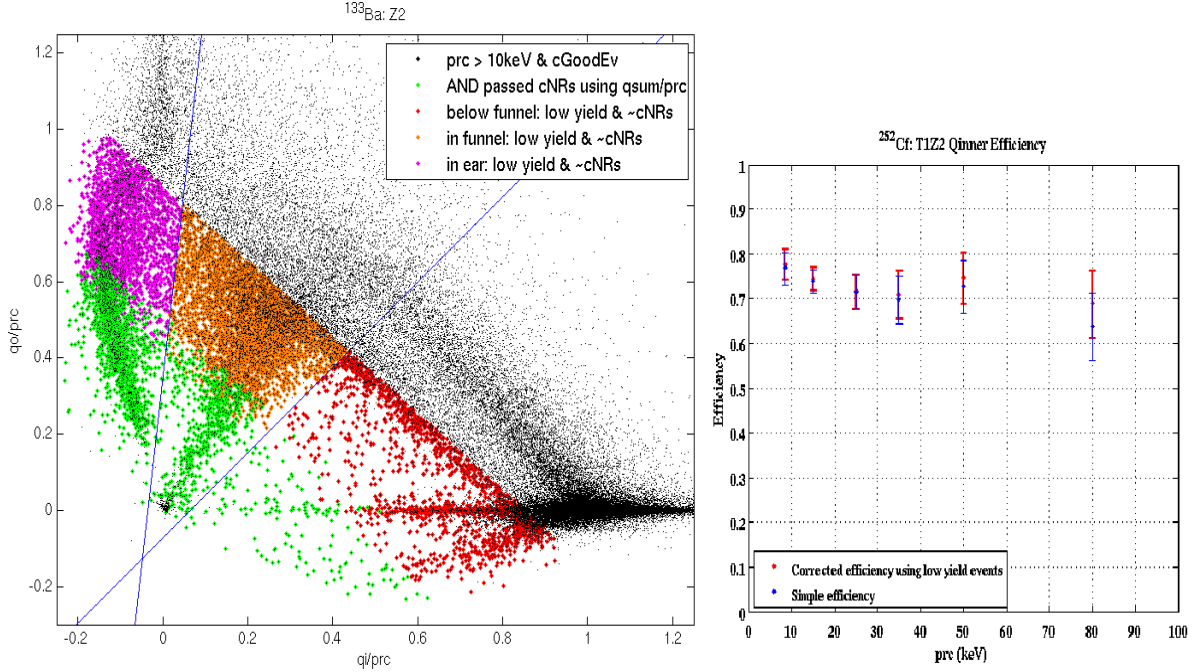 133Ba: Z2
prc > 10keV & cGoodEv
AND passed cNRs using qsum/prc
below funnel: low yield & ~cNRs
in funnel: low yield & ~cNRs
in ear: low yield & ~cNRs
1.2
1
0.8
0.6
0.4
0.2
0
-0.2
qo/prc
-0.2
0
0.2
0.4
0.6
0.8
1
1.2
qi/prc
252Cf: T1Z2 Qinner Efficiency
1
0.9
0.8
0.7
0.6
0.5
0.4
0.3
0.2
0.1
0
Efficiency
Corrected efficiency using low yield events
Simple efficiency
0
10
20
30
40
50
60
70
80
90
100
prc (keV)